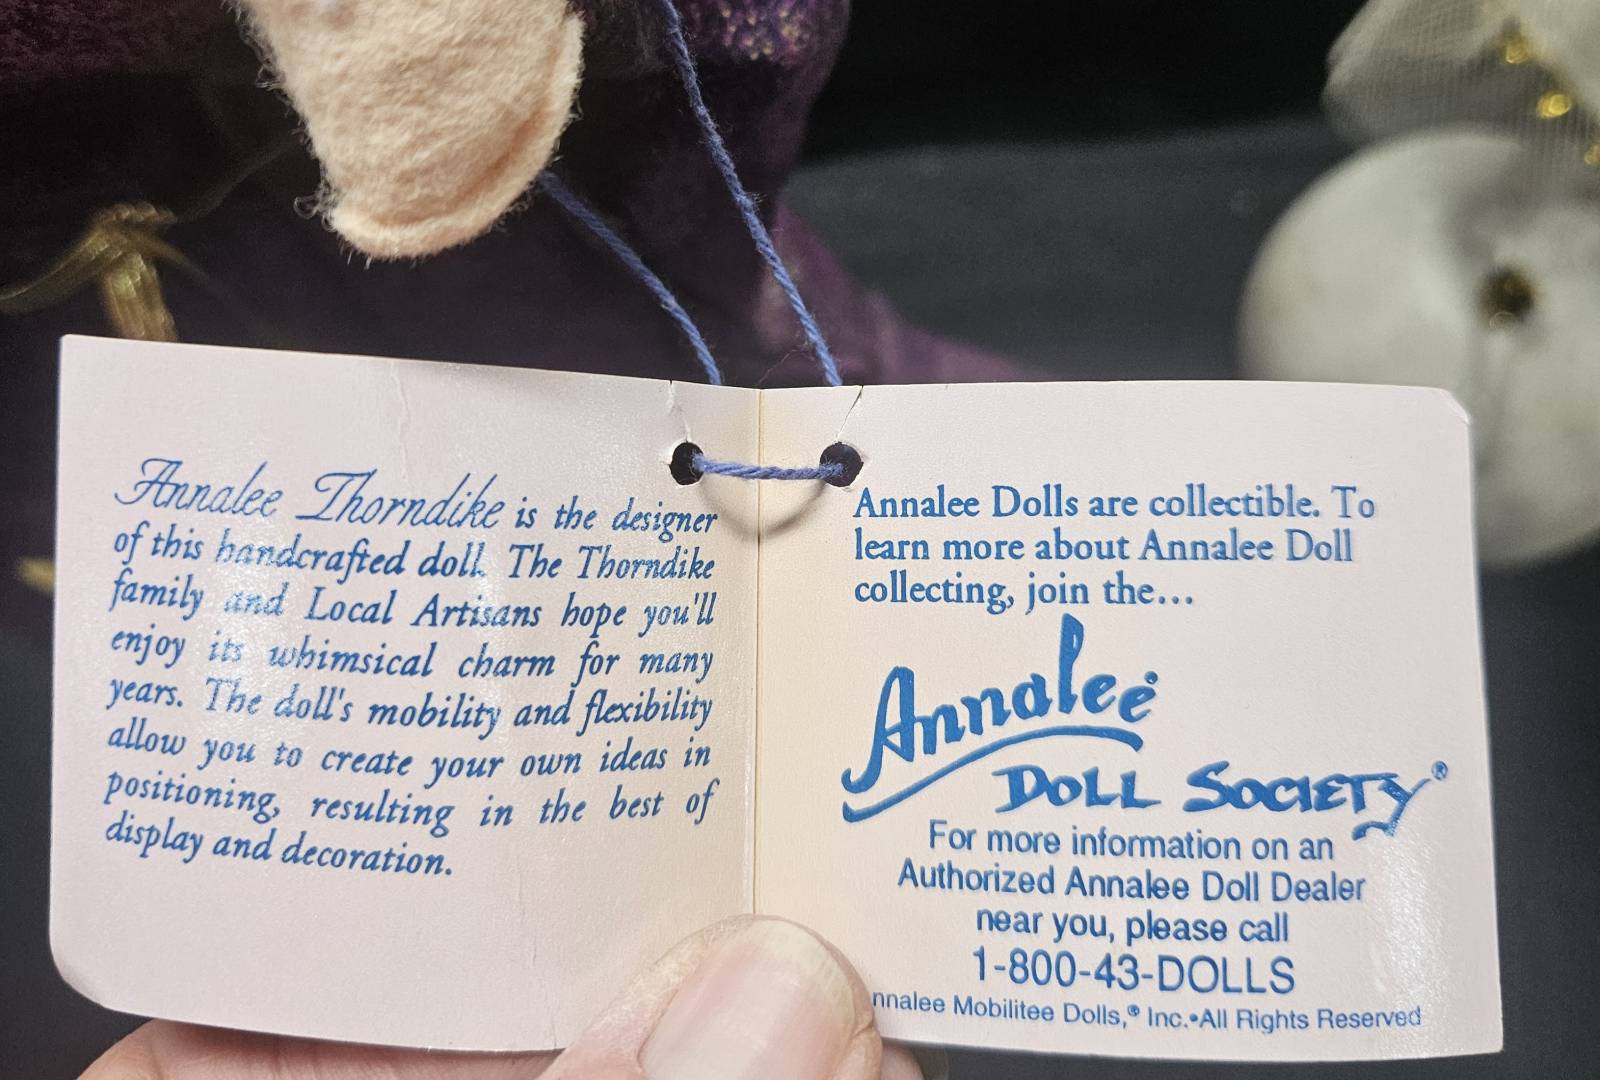 Annalee Thorndike is the designer
of this handcrafted doll. The Thorndike
family and Local Artisans hope you'll
enjoy its whimsical charm for many
years. The doll's mobility and flexibility
allow you to create your own ideas in
positioning, resulting in the best of
display and decoration.
Annalee Dolls are collectible. To
learn more about Annalee Doll
collecting, join the...
Annalee
DOLL SOCIETY®
For more information on an
Authorized Annalee Doll Dealer
near you, please call
1-800-43-DOLLS
nnalee Mobilitee Dolls,® Inc.•All Rights Reserved